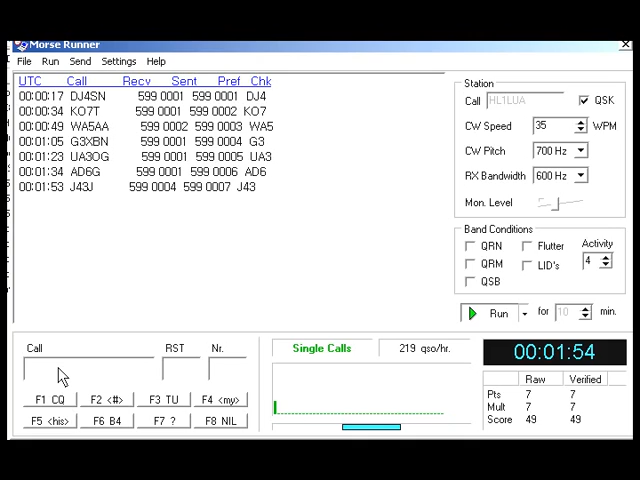 Morse Runner
File Run Send Settings Help
UTC Call Recv Sent Pref Chk
00:00:17 DJ4SN 599 0001 599 0001 DJ4
00:00:34 KO7T 599 0001 599 0002 KO7
00:00:49 WA5AA 599 0002 599 0003 WA5
00:01:05 G3XBN 599 0001 599 0004 G3
00:01:23 UA3OG 599 0001 599 0005 UA3
00:01:34 AD6G 599 0001 599 0006 AD6
00:01:53 J43J 599 0004 599 0007 J43
Station
Call HL1LUA QSK
CW Speed 35 WPM
CW Pitch 700 Hz
RX Bandwidth 600 Hz
Mon. Level
Band Conditions
QRN Flutter Activity
QRM LID's 4
QSB
Run for 10 min.
Call RST Nr.
F1 CQ F2 <#> F3 TU F4 <my>
F5 <his> F6 B4 F7 ? F8 NIL
Single Calls 219 qso/hr.
00:01:54
Raw Verified
Pts 7 7
Mult 7 7
Score 49 49